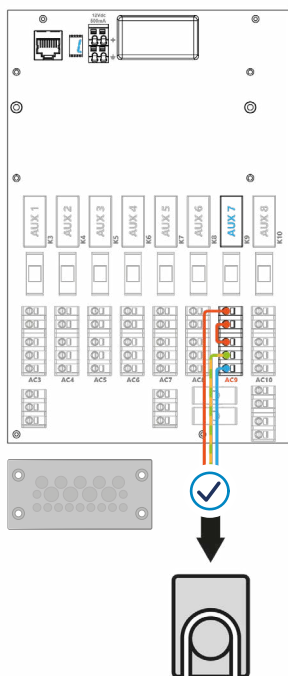 12Vdc
300mA
AUX 1
AUX 2
AUX 3
AUX 4
AUX 5
AUX 6
AUX 7
AUX 8
K3
K4
K5
K6
K7
K8
K9
K10
AC3
AC4
AC5
AC6
AC7
AC8
AC9
AC10